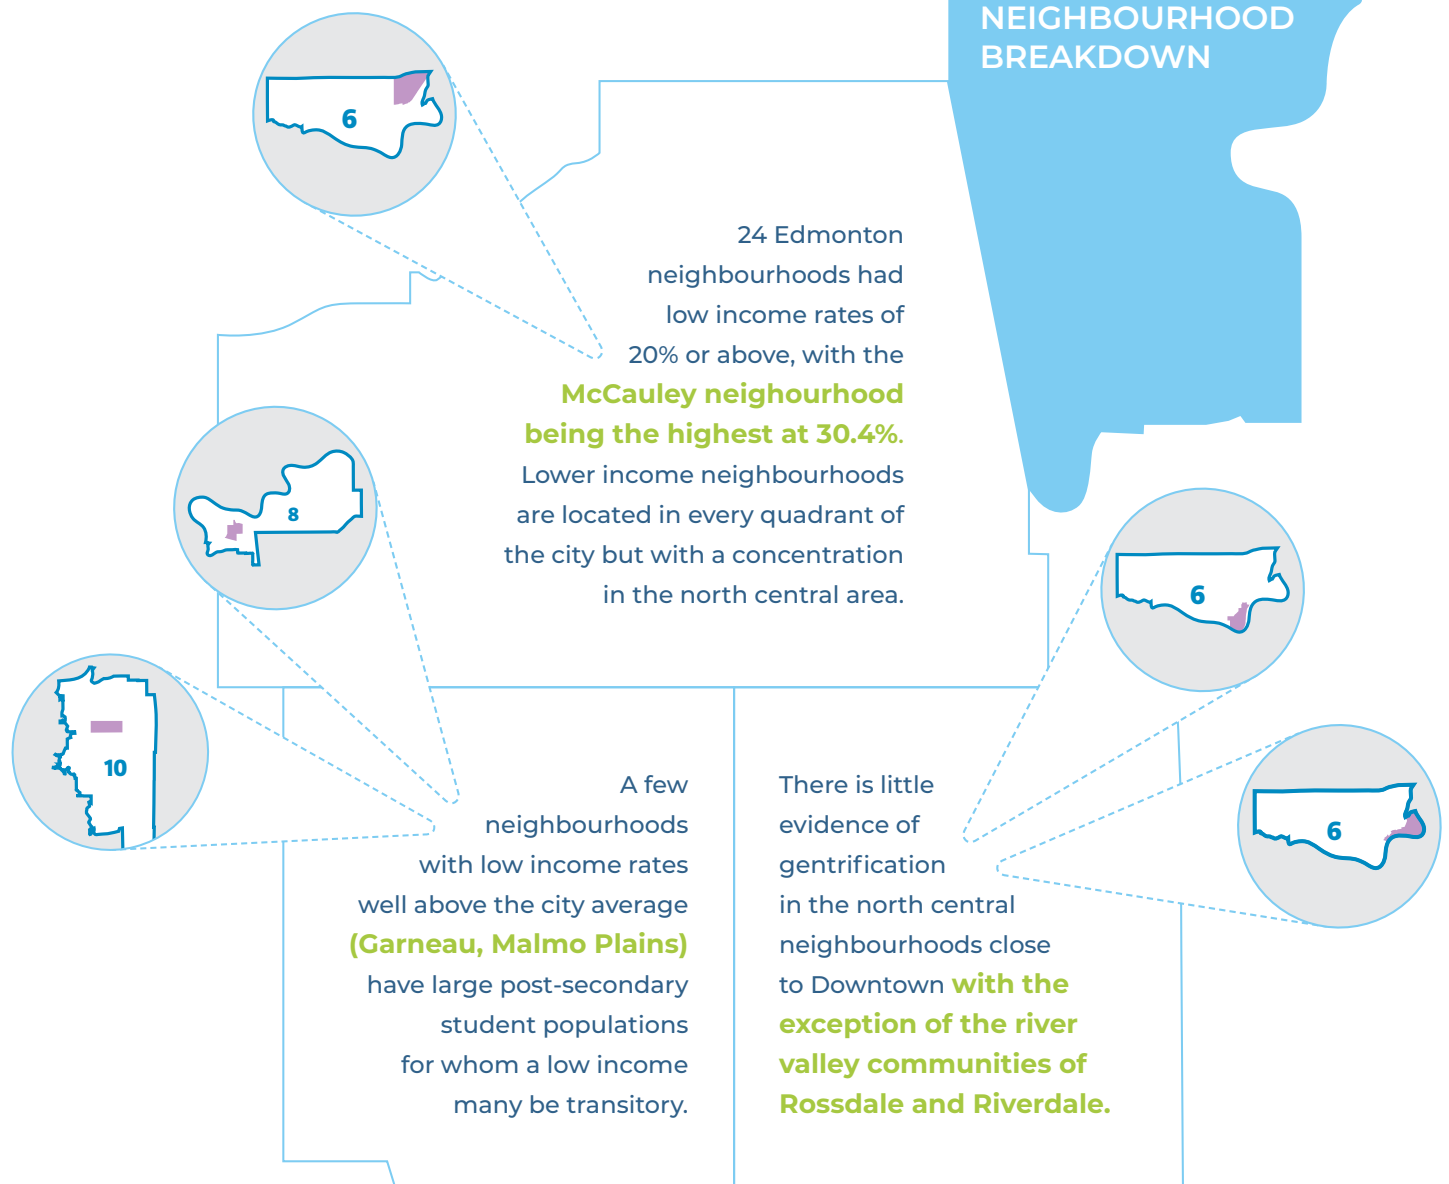 NEIGHBOURHOOD
BREAKDOWN
6
24 Edmonton
neighbourhoods had
low income rates of
20% or above, with the
McCauley neighourhood
being the highest at 30.4%.
Lower income neighbourhoods
are located in every quadrant of
the city but with a concentration
in the north central area.
8
10
A few
neighbourhoods
with low income rates
well above the city average
(Garneau, Malmo Plains)
have large post-secondary
student populations
for whom a low income
many be transitory.
6
6
There is little
evidence of
gentrification
in the north central
neighbourhoods close
to Downtown with the
exception of the river
valley communities of
Rossdale and Riverdale.